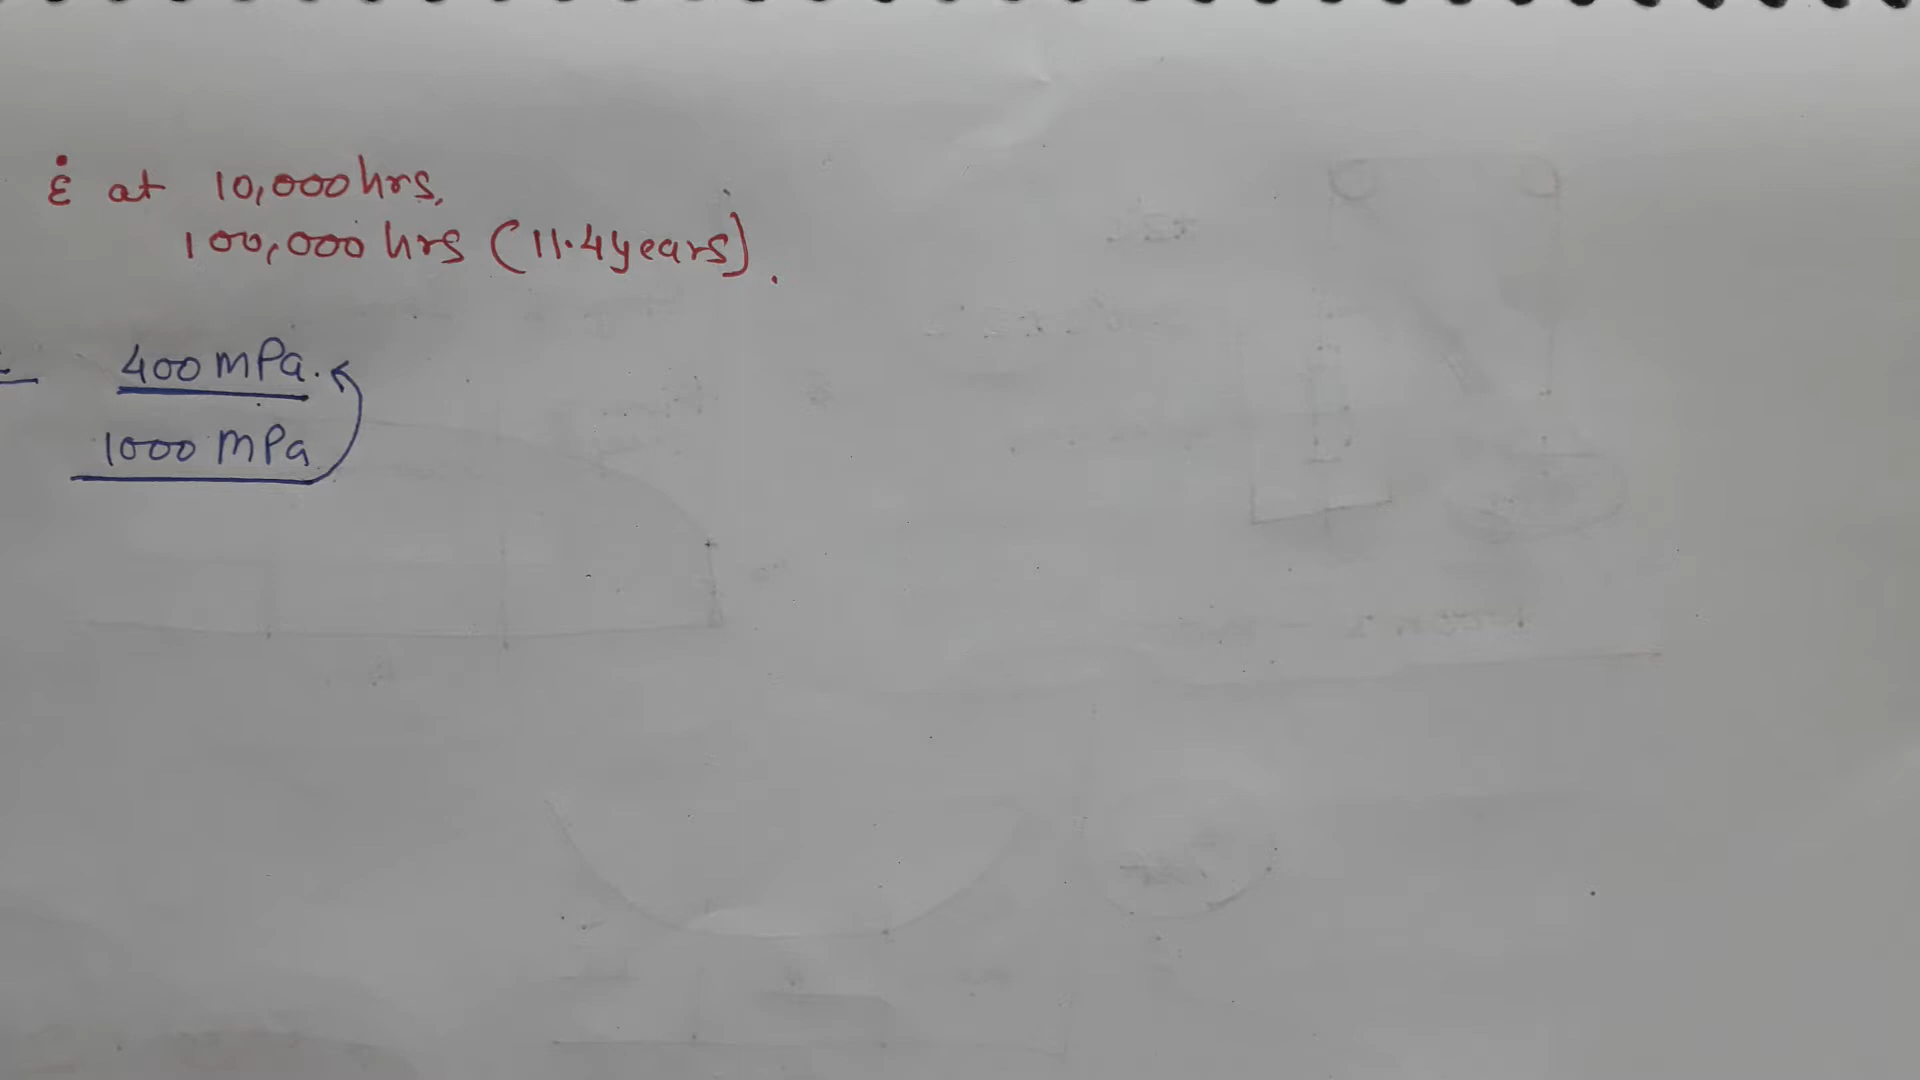 ε̇ at 10,000 hrs,
100,000 hrs (11.4 years).
400 mPa.
1000 mPa